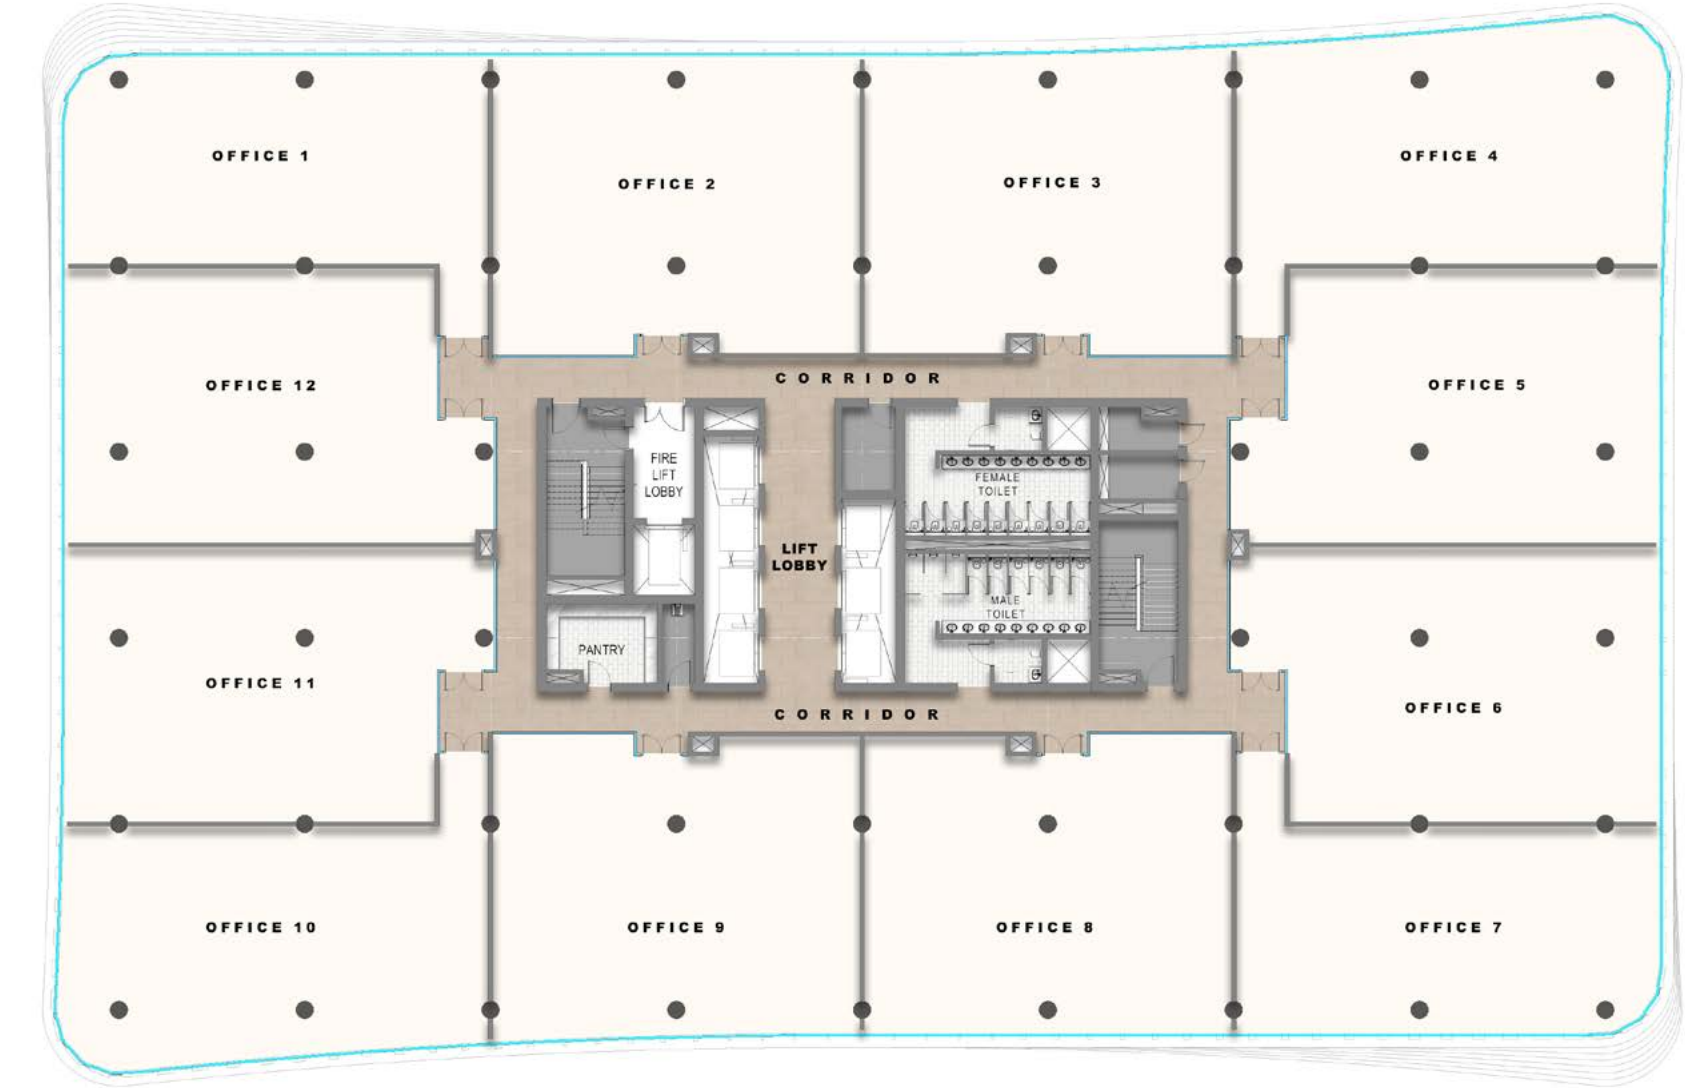 OFFICE 1
OFFICE 2
OFFICE 3
OFFICE 4
OFFICE 12
CORRIDOR
OFFICE 5
FIRE
LIFT
LOBBY
FEMALE
TOILET
LIFT
LOBBY
MALE
TOILET
PANTRY
OFFICE 11
CORRIDOR
OFFICE 6
OFFICE 10
OFFICE 9
OFFICE 8
OFFICE 7